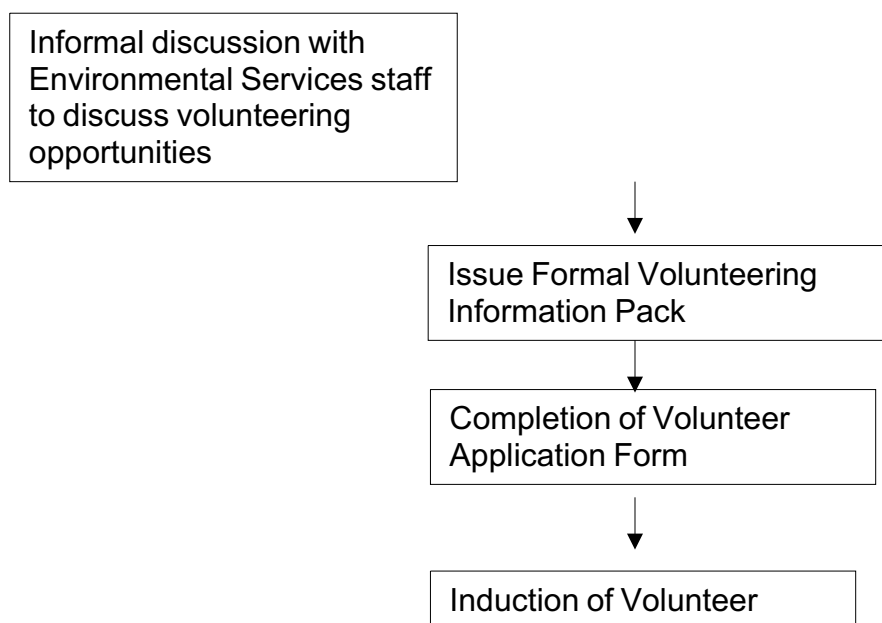 Informal discussion with
Environmental Services staff
to discuss volunteering
opportunities
Issue Formal Volunteering
Information Pack
Completion of Volunteer
Application Form
Induction of Volunteer